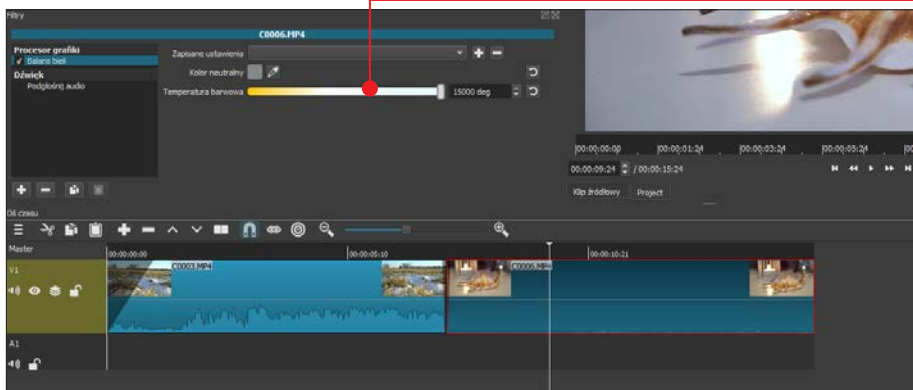 Filtry
C0006.MP4
Procesor grafiki
Balans bieli
Dźwięk
Podgłośnij audio
Zapisane ustawienia
Kolor neutralny
Temperatura barwowa
15000 deg
00:00:00:00
00:00:01:24
00:00:03:24
00:00:05:24
00:00:09:24 / 00:00:15:24
Klip źródłowy Project
Oś czasu
Master
00:00:00:00
00:00:05:10
00:00:10:21
V1
C0003.MP4
C0006.MP4
A1